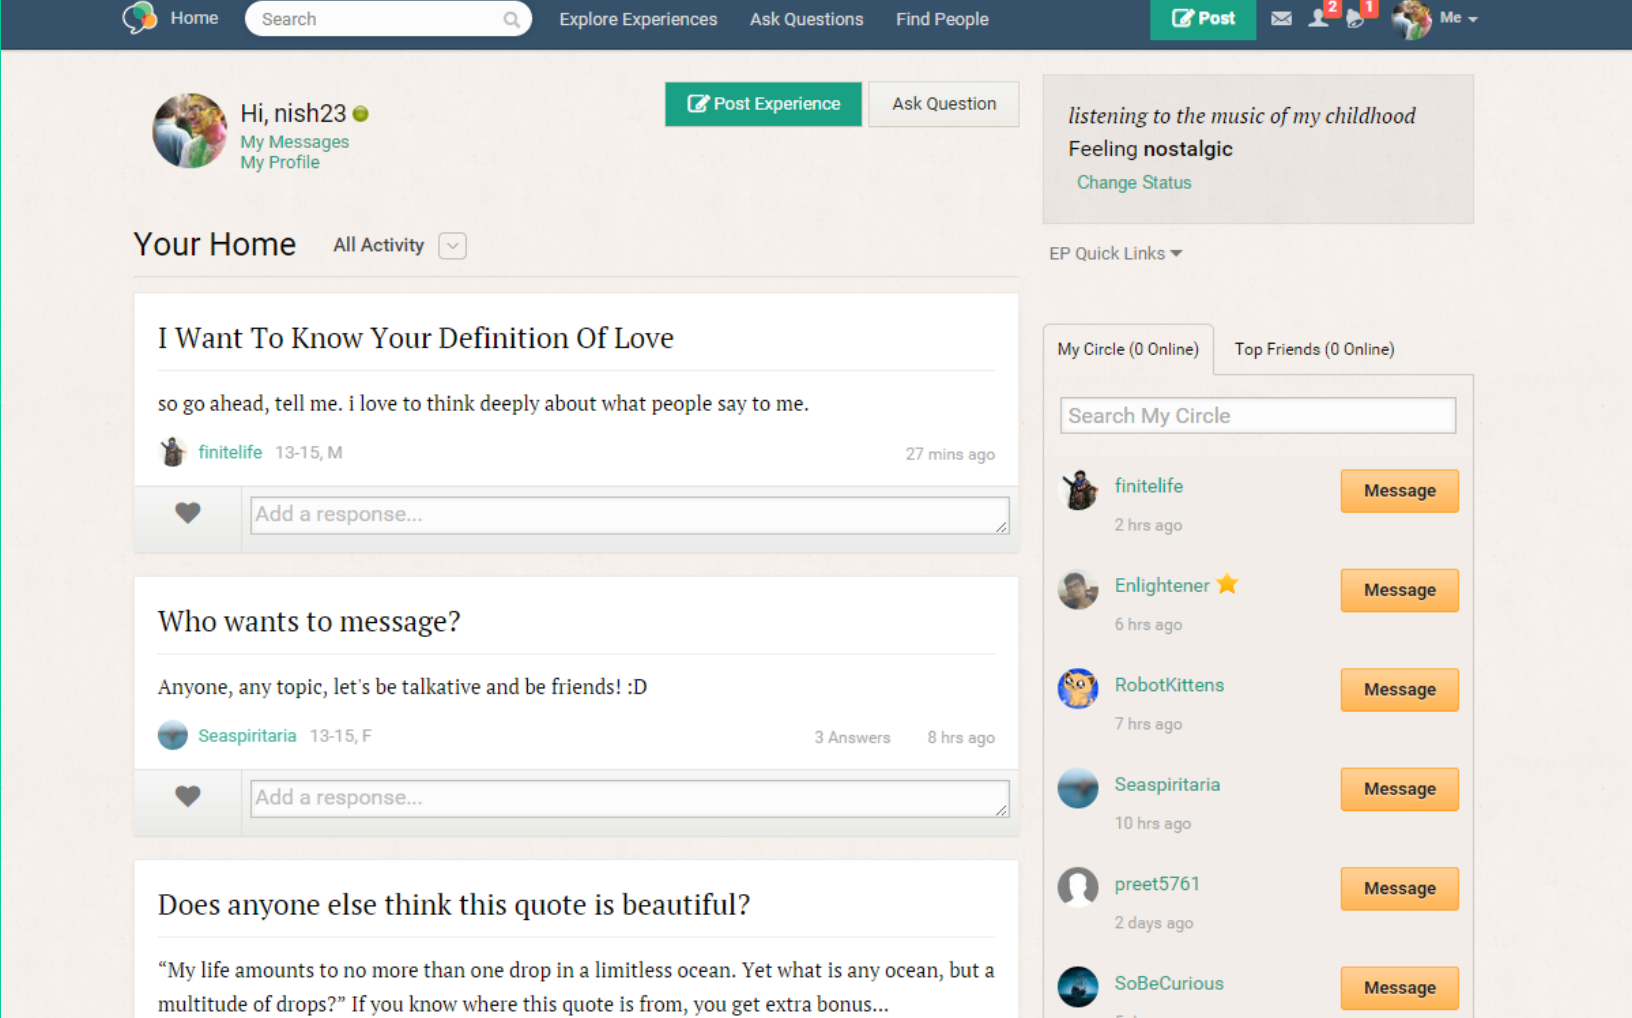 Home
Search
Explore Experiences
Ask Questions
Find People
Post
2
1
Me
Hi, nish23
My Messages
My Profile
Post Experience
Ask Question
Your Home
All Activity
I Want To Know Your Definition Of Love
so go ahead, tell me. i love to think deeply about what people say to me.
finitelife 13-15, M
27 mins ago
Add a response...
Who wants to message?
Anyone, any topic, let's be talkative and be friends! :D
Seaspiritaria 13-15, F
3 Answers 8 hrs ago
Add a response...
Does anyone else think this quote is beautiful?
“My life amounts to no more than one drop in a limitless ocean. Yet what is any ocean, but a
multitude of drops?” If you know where this quote is from, you get extra bonus...
listening to the music of my childhood
Feeling nostalgic
Change Status
EP Quick Links
My Circle (0 Online)
Top Friends (0 Online)
Search My Circle
finitelife
2 hrs ago
Message
Enlightener
6 hrs ago
Message
RobotKittens
7 hrs ago
Message
Seaspiritaria
10 hrs ago
Message
preet5761
2 days ago
Message
SoBeCurious
Message